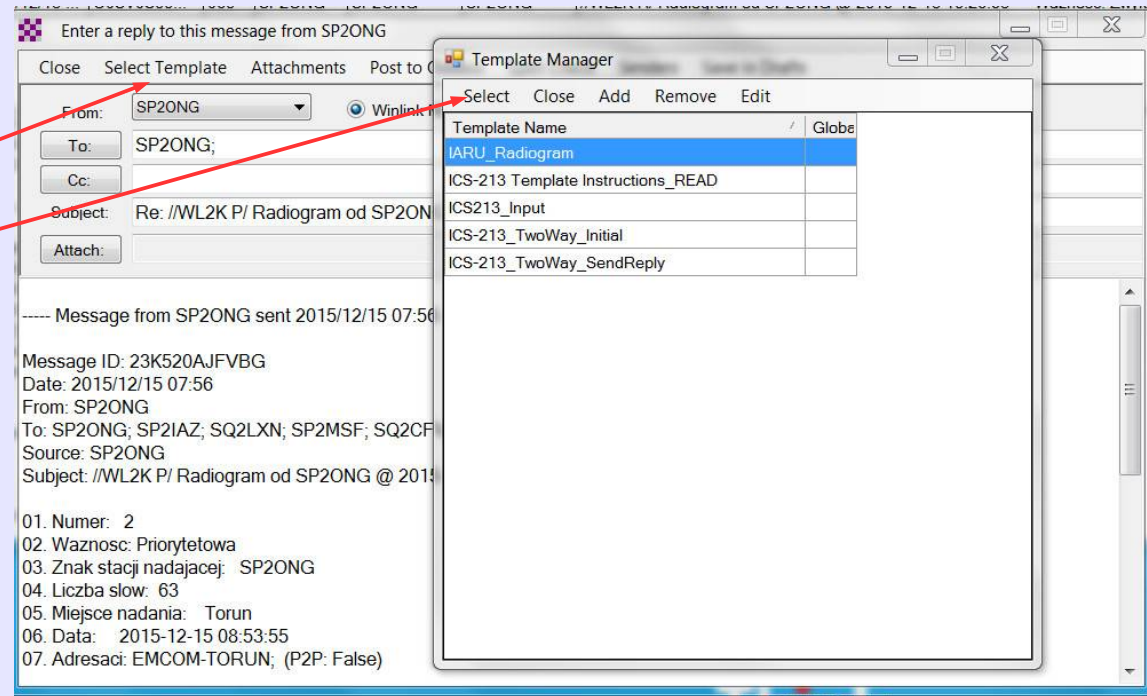 Enter a reply to this message from SP2ONG
Close Select Template Attachments Post to
From: SP2ONG Winlink
To: SP2ONG;
Cc:
Subject: Re: //WL2K P/ Radiogram od SP2ON
Attach:
----- Message from SP2ONG sent 2015/12/15 07:56
Message ID: 23K520AJFVBG
Date: 2015/12/15 07:56
From: SP2ONG
To: SP2ONG; SP2IAZ; SQ2LXN; SP2MSF; SQ2CF
Source: SP2ONG
Subject: //WL2K P/ Radiogram od SP2ONG @ 2015
01. Numer: 2
02. Waznosc: Priorytetowa
03. Znak stacji nadajacej: SP2ONG
04. Liczba slow: 63
05. Miejsce nadania: Torun
06. Data: 2015-12-15 08:53:55
07. Adresaci: EMCOM-TORUN; (P2P: False)
Template Manager
Select Close Add Remove Edit
Template Name Globa
IARU_Radiogram
ICS-213 Template Instructions_READ
ICS213_Input
ICS-213_TwoWay_Initial
ICS-213_TwoWay_SendReply